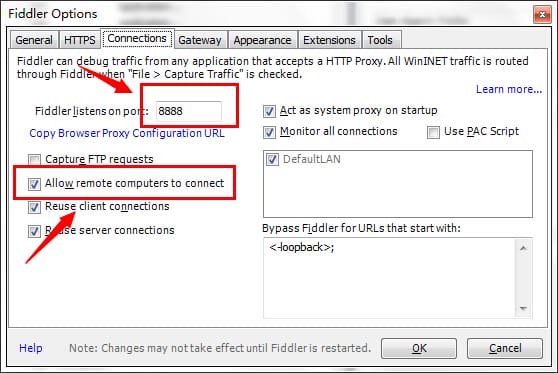 Fiddler Options
General HTTPS Connections Gateway Appearance Extensions Tools
Fiddler can debug traffic from any application that accepts a HTTP Proxy. All WinINET traffic is routed
through Fiddler when "File > Capture Traffic" is checked.
Learn more...
Fiddler listens on port: 8888
Copy Browser Proxy Configuration URL
Capture FTP requests
Allow remote computers to connect
Reuse client connections
Reuse server connections
Act as system proxy on startup
Monitor all connections Use PAC Script
DefaultLAN
Bypass Fiddler for URLs that start with:
<-loopback>;
Help Note: Changes may not take effect until Fiddler is restarted. OK Cancel